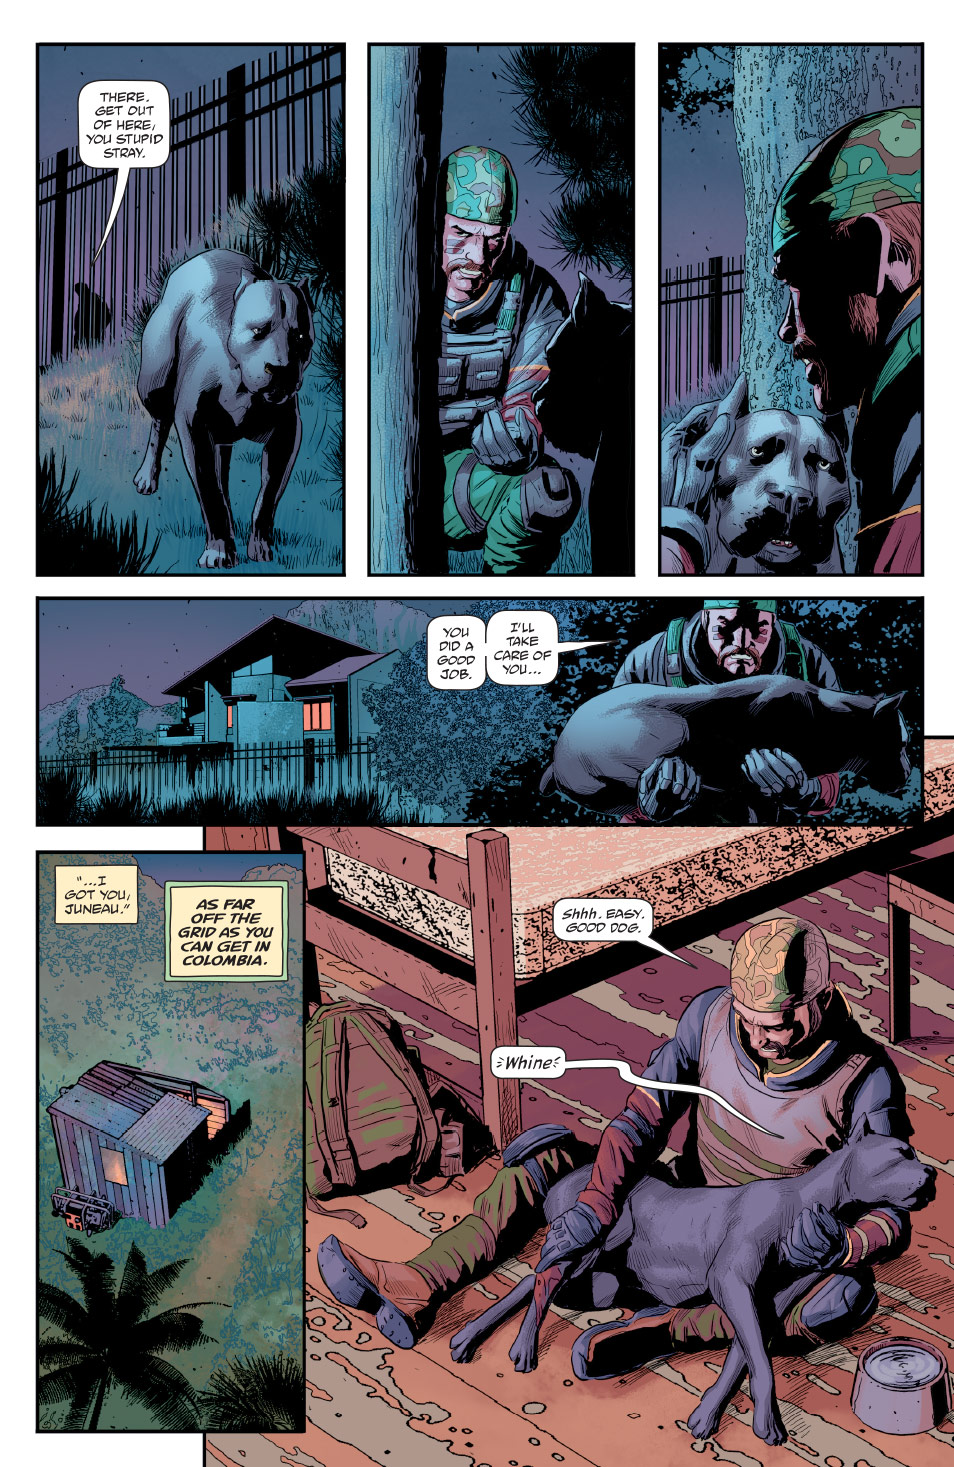 THERE.
GET OUT
OF HERE,
YOU STUPID
STRAY.
YOU
DID A
GOOD
JOB.
I'LL
TAKE
CARE OF
YOU...
"...I
GOT YOU,
JUNEAU."
AS FAR
OFF THE
GRID AS YOU
CAN GET IN
COLOMBIA.
Shhh. EASY.
GOOD DOG.
Whine